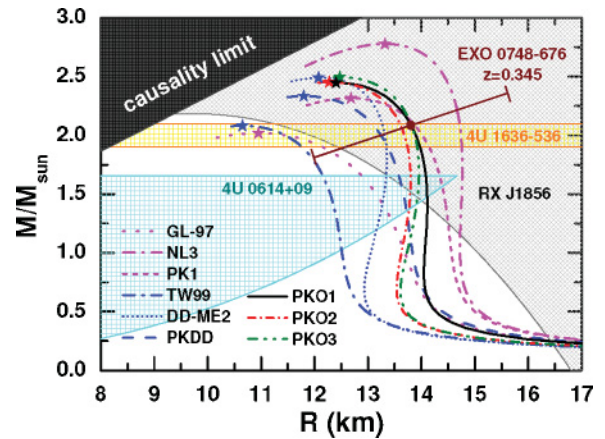 causality limit
EXO 0748-676
z=0.345
4U 1636-536
4U 0614+09
RX J1856
GL-97
NL3
PK1
TW99
DD-ME2
PKDD
PKO1
PKO2
PKO3
M/Msun
3.0
2.5
2.0
1.5
1.0
0.5
0.0
8 9 10 11 12 13 14 15 16 17
R (km)